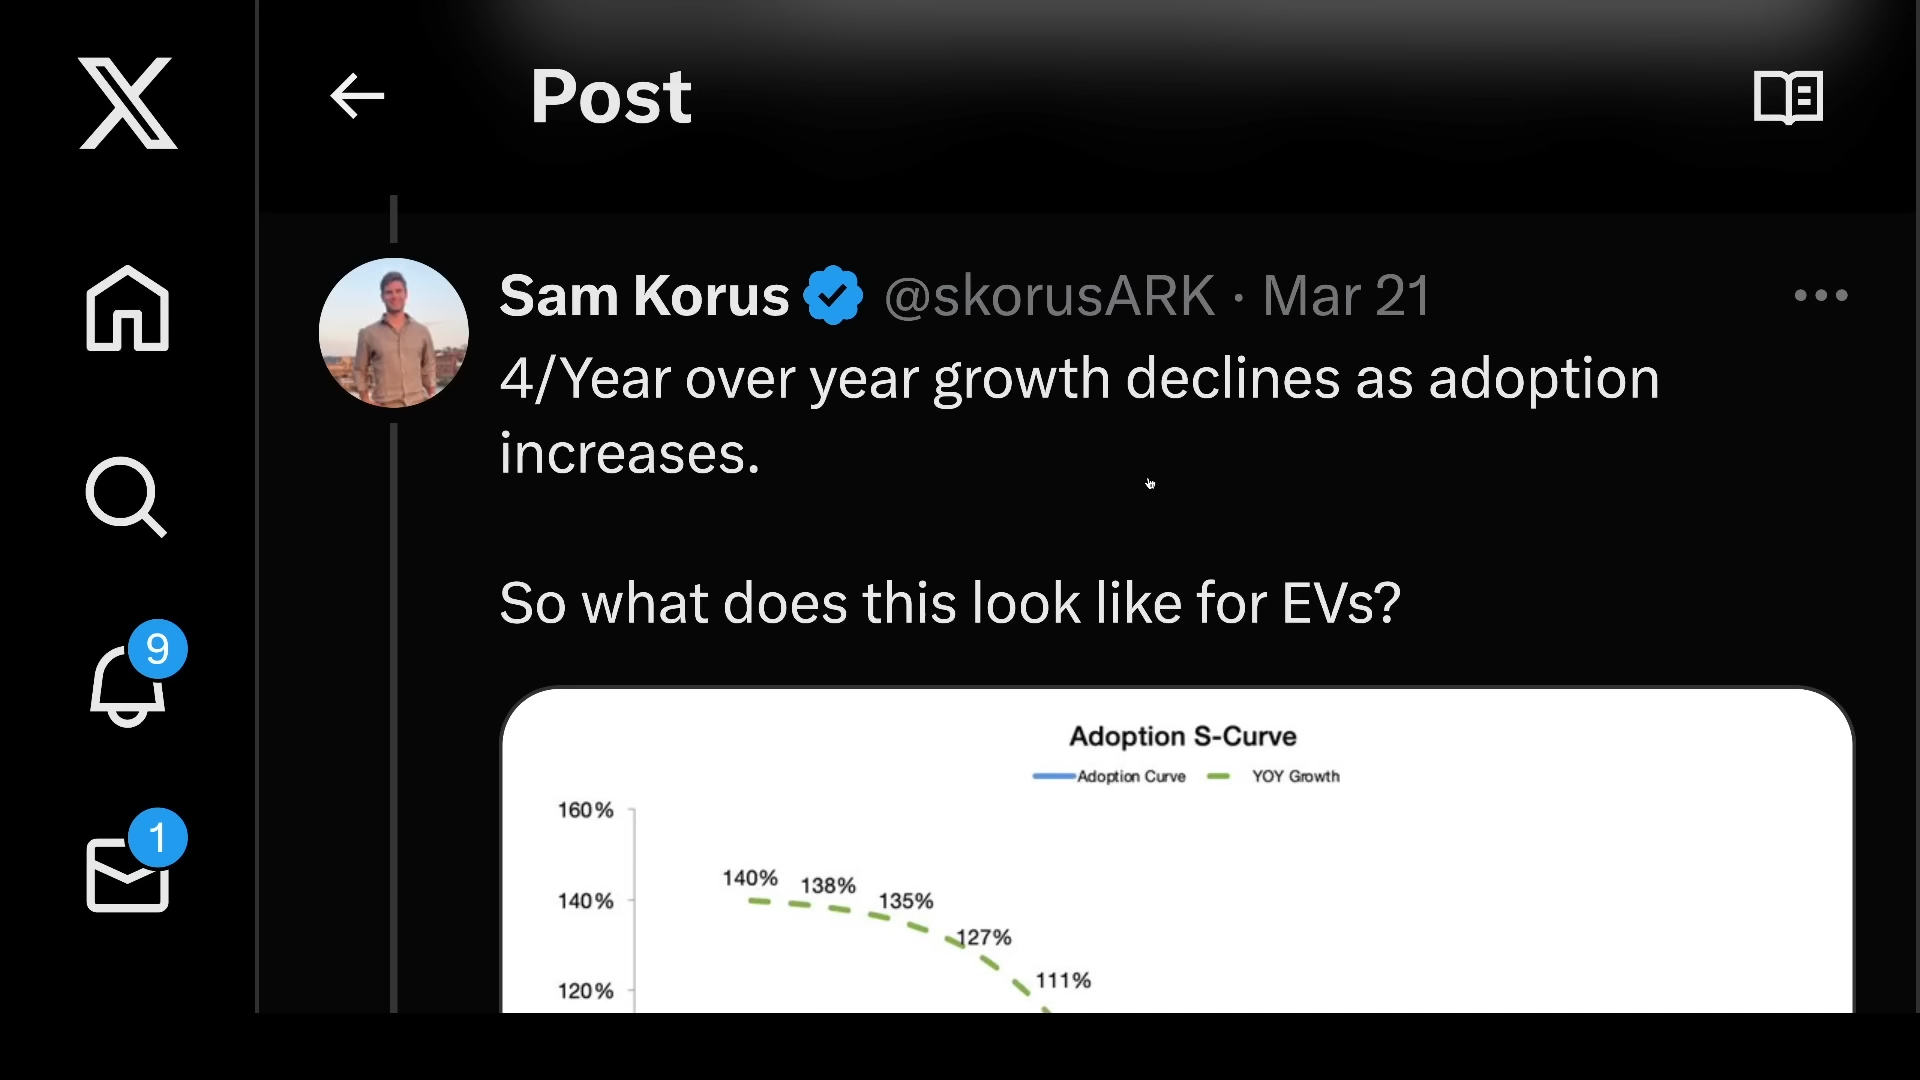 Post
Sam Korus @skorusARK · Mar 21
4/Year over year growth declines as adoption
increases.
So what does this look like for EVs?
9
1
Adoption S-Curve
Adoption Curve YOY Growth
160%
140% 138% 135%
140%
127%
111%
120%